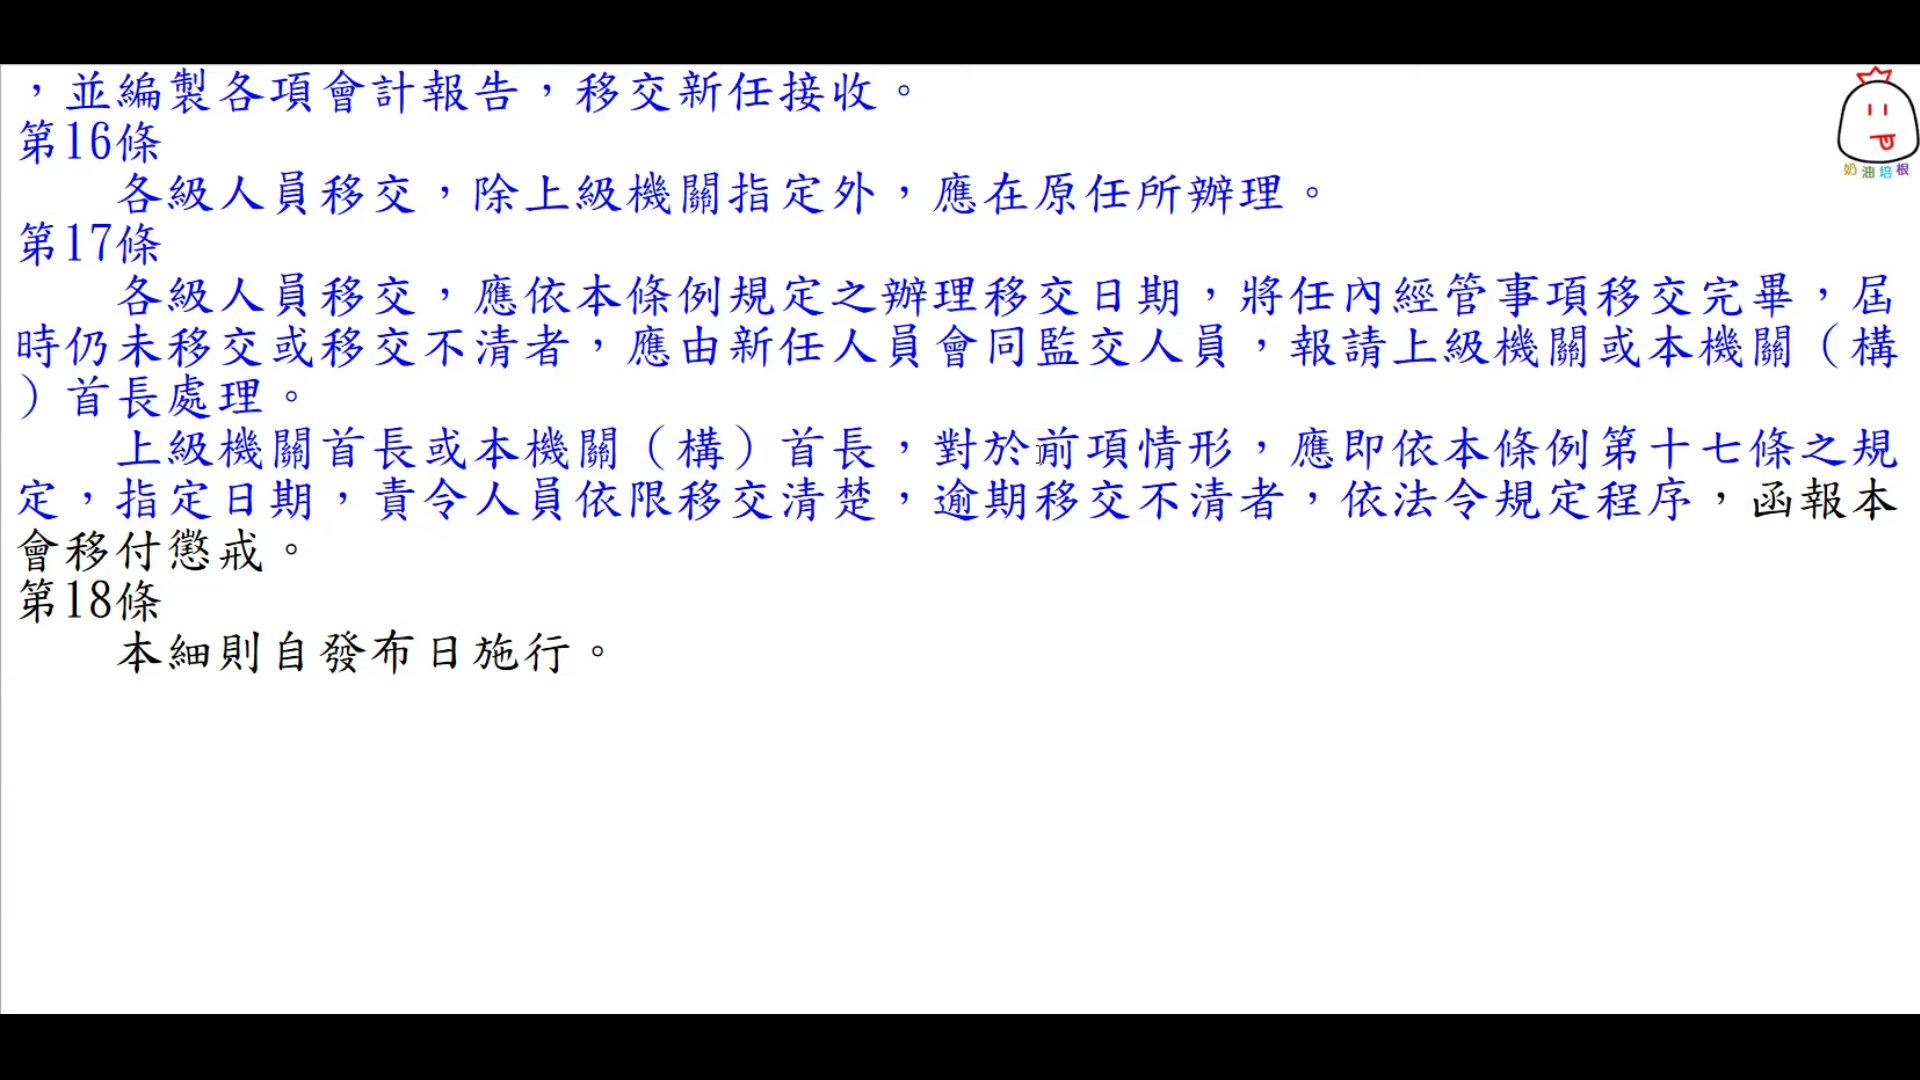 ，並編製各項會計報告，移交新任接收。
第16條
各級人員移交，除上級機關指定外，應在原任所辦理。
第17條
各級人員移交，應依本條例規定之辦理移交日期，將任內經管事項移交完畢，屆
時仍未移交或移交不清者，應由新任人員會同監交人員，報請上級機關或本機關（構
）首長處理。
上級機關首長或本機關（構）首長，對於前項情形，應即依本條例第十七條之規
定，指定日期，責令人員依限移交清楚，逾期移交不清者，依法令規定程序，函報本
會移付懲戒。
第18條
本細則自發布日施行。
奶油培根